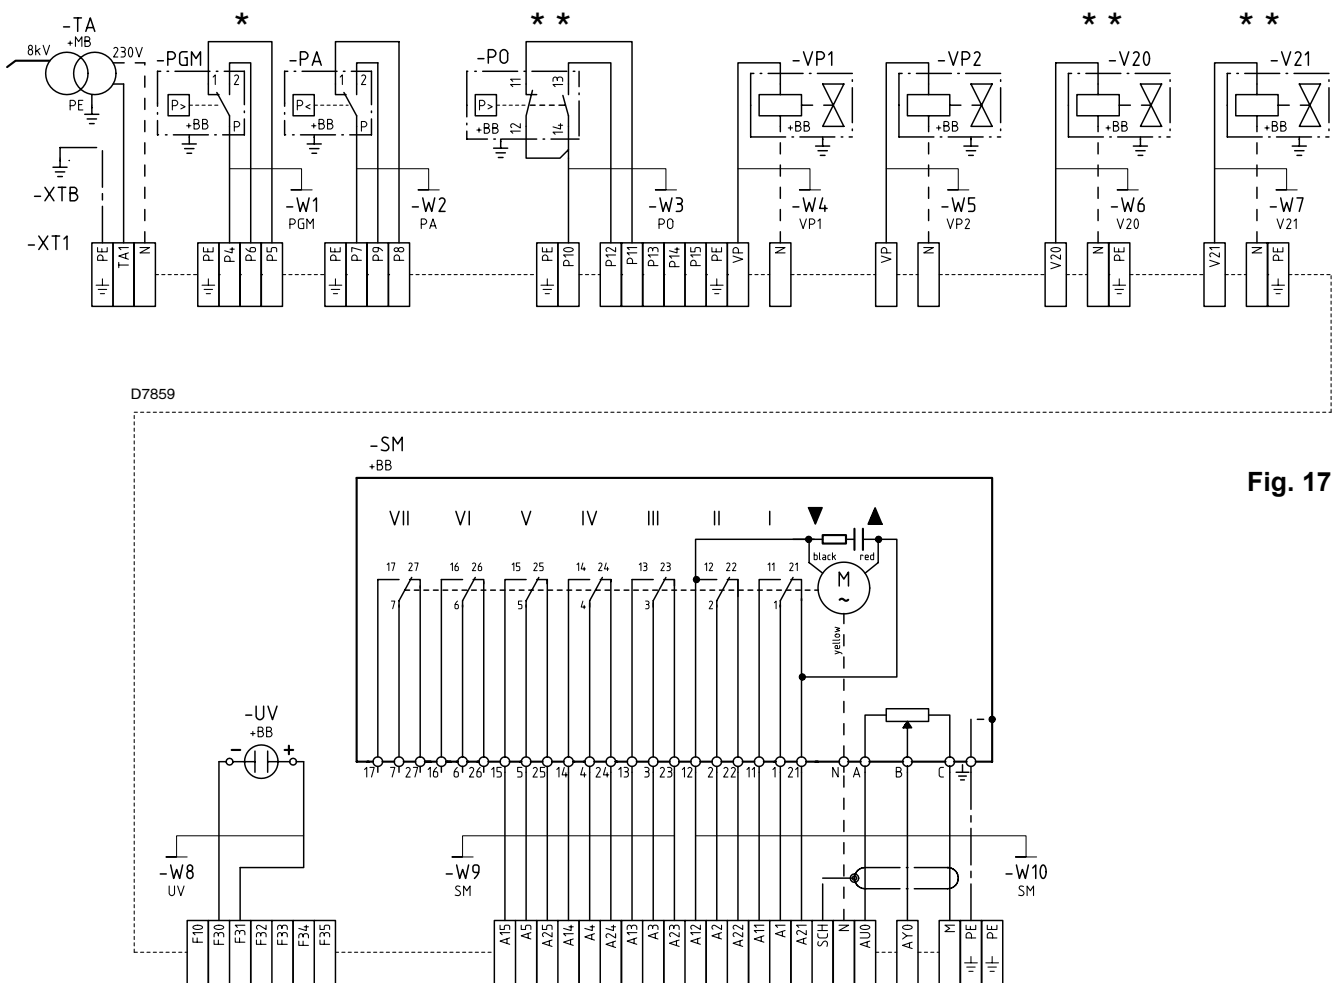 * ** ** **
-TA
+MB
8kV 230V
PE
-PGM -PA -PO -VP1 -VP2 -V20 -V21
1 2 1 2 11 13
P> P< P>
P P 12 14
+BB +BB +BB +BB +BB +BB +BB
-XTB
-W1 -W2 -W3 -W4 -W5 -W6 -W7
PGM PA PO VP1 VP2 V20 V21
-XT1
PE TA1 N PE P4 P6 P5 PE P7 P9 P8 PE P10 P12 P11 P13 P14 P15 PE VP N VP N V20 N PE V21 N PE
D7859
-SM
+BB
Fig. 17
VII VI V IV III II I
black red
17 27 16 26 15 25 14 24 13 23 12 22 11 21
M
~
7 6 5 4 3 2 1
yellow
-UV
+BB
- +
17 7 27 16 6 26 15 5 25 14 4 24 13 3 23 12 2 22 11 1 21 N A B C
-W8 -W9 -W10
UV SM SM
F10 F30 F31 F32 F33 F34 F35 A15 A5 A25 A14 A4 A24 A13 A3 A23 A12 A2 A22 A11 A1 A21 SCH N AU0 AY0 M PE PE